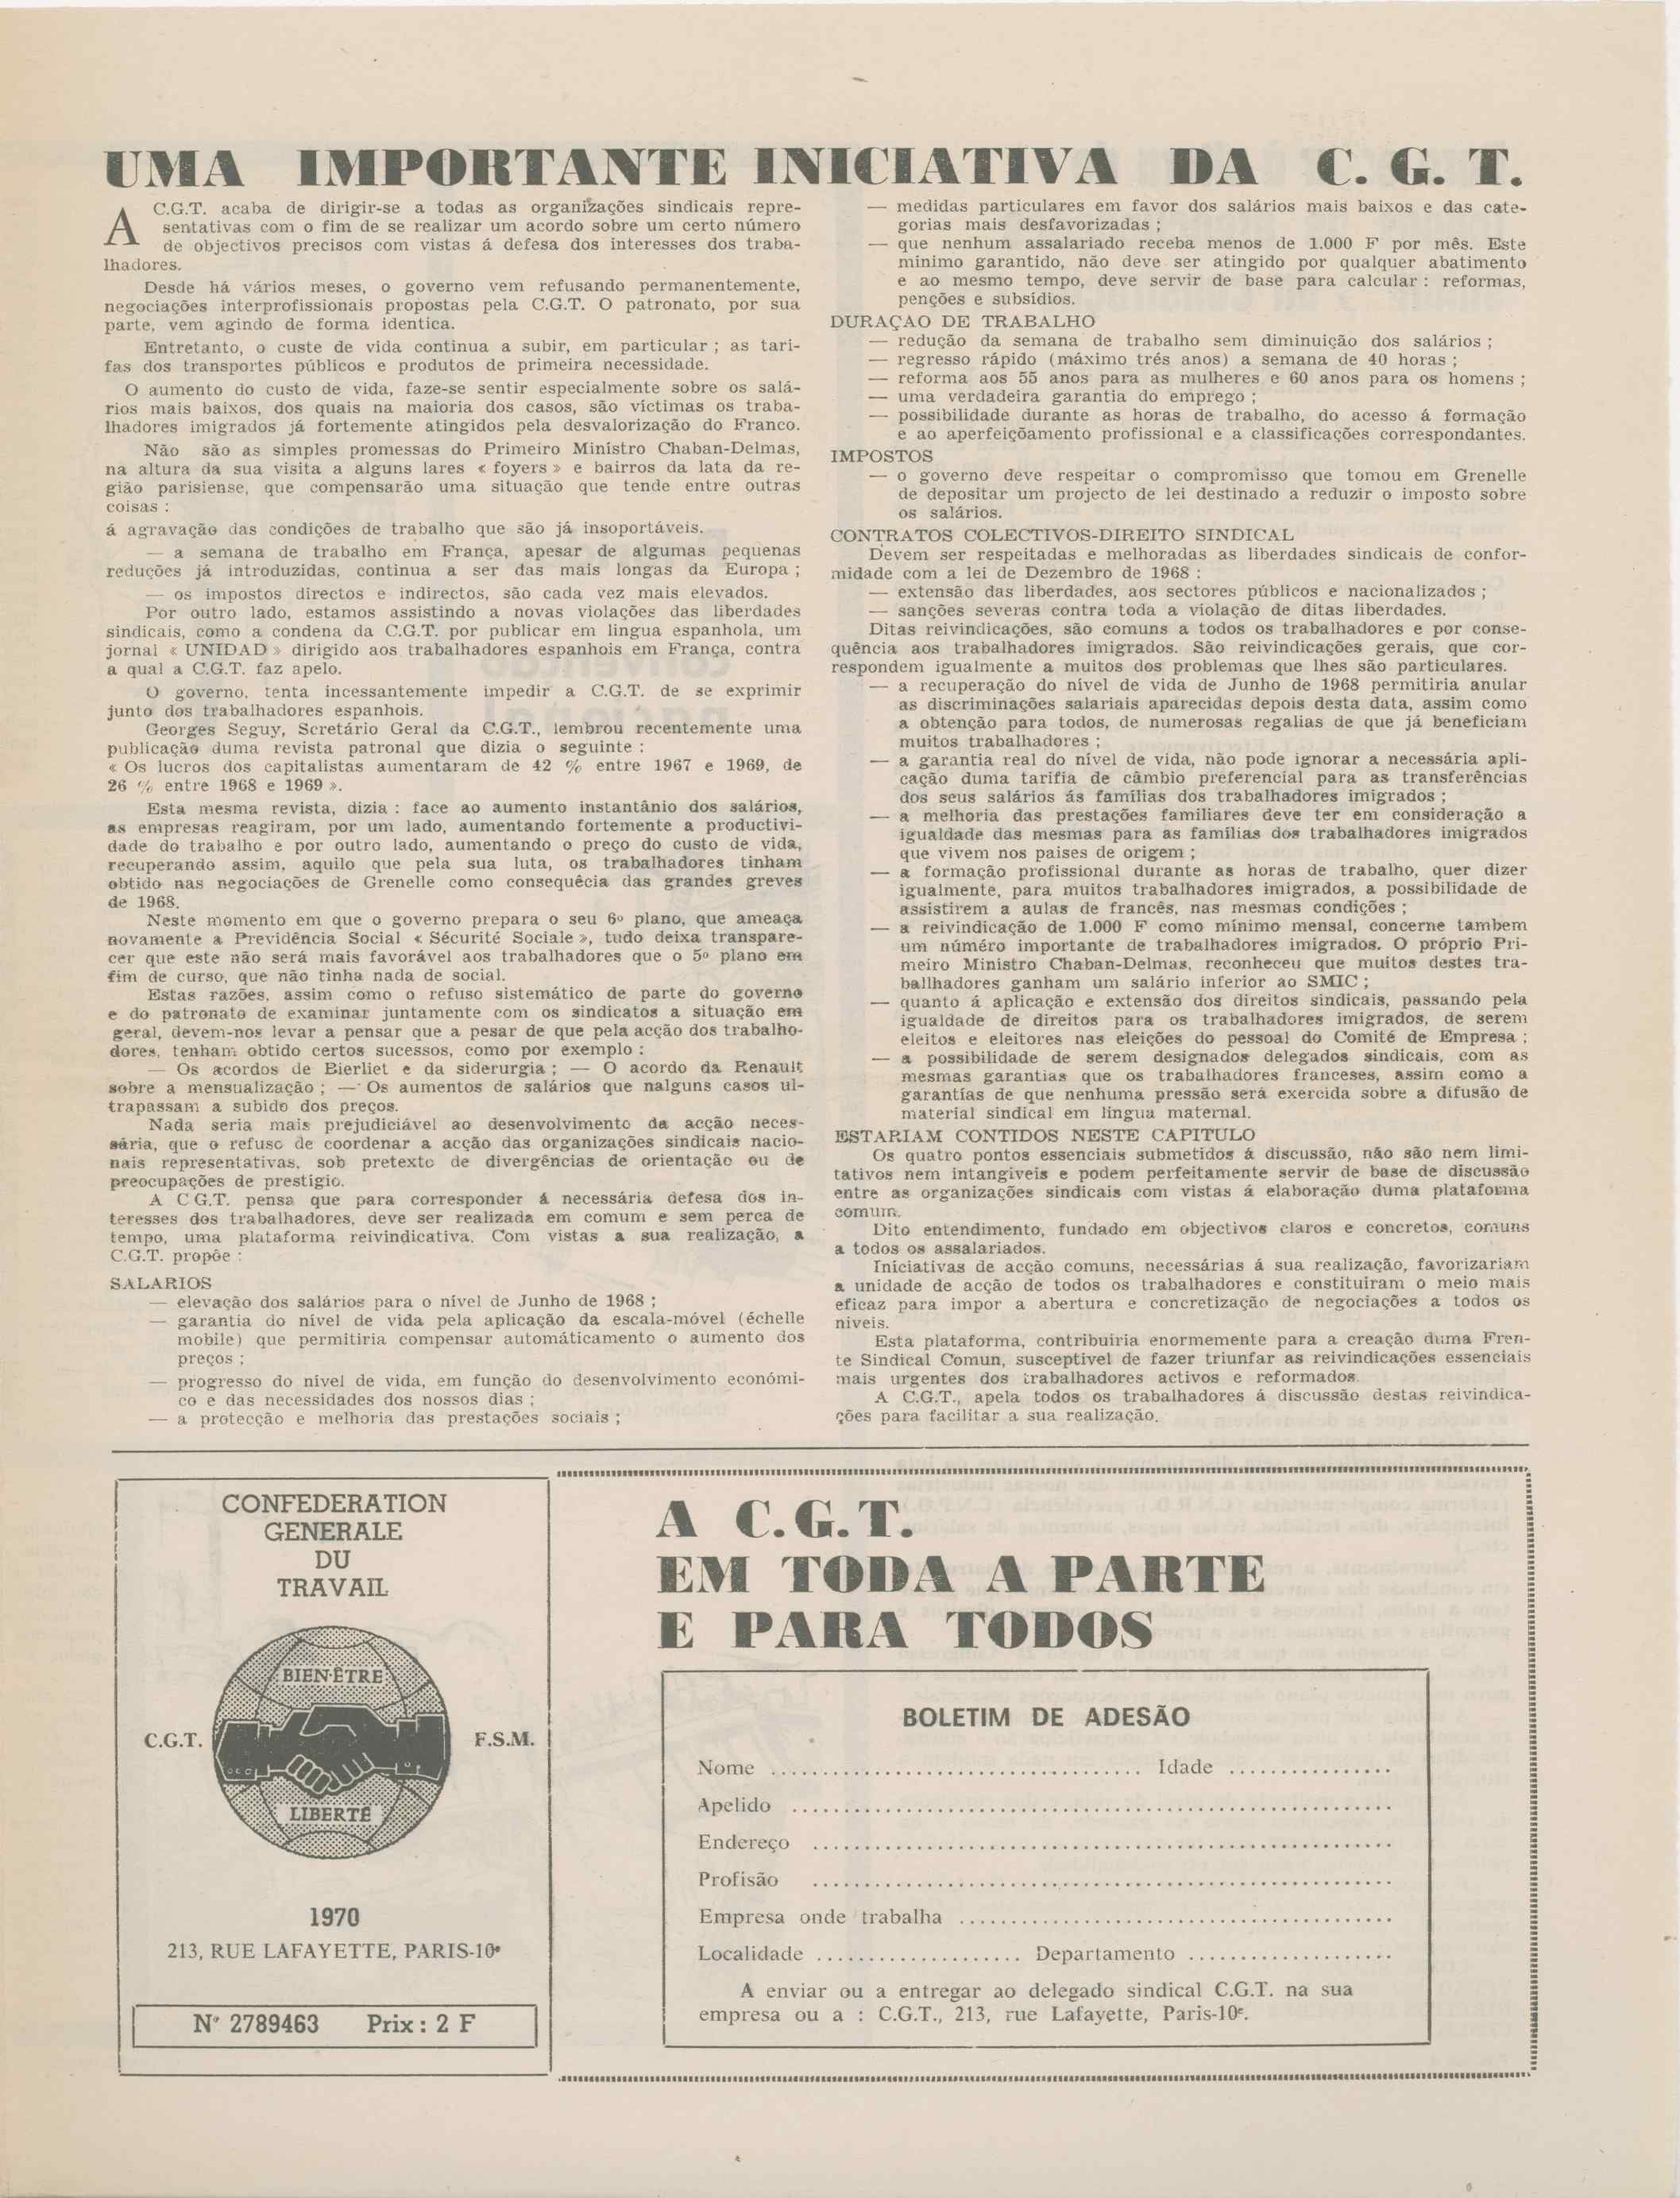 UMA IMPORTANTE INICIATIVA DA C. G. T.
A C.G.T. acaba de dirigir-se a todas as organizações sindicais repre-
sentativas com o fim de se realizar um acordo sobre um certo número
de objectivos precisos com vistas á defesa dos interesses dos traba-
lhadores.
Desde há vários meses, o governo vem refusando permanentemente,
negociações interprofissionais propostas pela C.G.T. O patronato, por sua
parte, vem agindo de forma identica.
Entretanto, o custe de vida continua a subir, em particular ; as tari-
fas dos transportes públicos e produtos de primeira necessidade.
O aumento do custo de vida, faze-se sentir especialmente sobre os salá-
rios mais baixos, dos quais na maioria dos casos, são víctimas os traba-
lhadores imigrados já fortemente atingidos pela desvalorização do Franco.
Não são as simples promessas do Primeiro Ministro Chaban-Delmas,
na altura da sua visita a alguns lares « foyers » e bairros da lata da re-
gião parisiense, que compensarão uma situação que tende entre outras
coisas :
á agravação das condições de trabalho que são já insoportáveis.
— a semana de trabalho em França, apesar de algumas pequenas
reduções já introduzidas, continua a ser das mais longas da Europa ;
— os impostos directos e indirectos, são cada vez mais elevados.
Por outro lado, estamos assistindo a novas violações das liberdades
sindicais, como a condena da C.G.T. por publicar em lingua espanhola, um
jornal « UNIDAD » dirigido aos trabalhadores espanhois em França, contra
a qual a C.G.T. faz apelo.
O governo, tenta incessantemente impedir a C.G.T. de se exprimir
junto dos trabalhadores espanhois.
Georges Seguy, Scretário Geral da C.G.T., lembrou recentemente uma
publicação duma revista patronal que dizia o seguinte :
« Os lucros dos capitalistas aumentaram de 42 % entre 1967 e 1969, de
26 % entre 1968 e 1969 ».
Esta mesma revista, dizia : face ao aumento instantânio dos salários,
as empresas reagiram, por um lado, aumentando fortemente a productivi-
dade do trabalho e por outro lado, aumentando o preço do custo de vida,
recuperando assim, aquilo que pela sua luta, os trabalhadores tinham
obtido nas negociações de Grenelle como consequêcia das grandes greves
de 1968.
Neste momento em que o governo prepara o seu 6º plano, que ameaça
novamente a Previdência Social « Sécurité Sociale », tudo deixa transpare-
cer que este não será mais favorável aos trabalhadores que o 5º plano em
fim de curso, que não tinha nada de social.
Estas razões, assim como o refuso sistemático de parte do governo
e do patronato de examinar juntamente com os sindicatos a situação em
geral, devem-nos levar a pensar que a pesar de que pela acção dos trabalho-
dores, tenham obtido certos sucessos, como por exemplo :
— Os acordos de Bierliet e da siderurgia ; — O acordo da Renault
sobre a mensualização ; — Os aumentos de salários que nalguns casos ul-
trapassam a subido dos preços.
Nada seria mais prejudiciável ao desenvolvimento da acção neces-
sária, que o refuso de coordenar a acção das organizações sindicais nacio-
nais representativas, sob pretexto de divergências de orientação ou de
preocupações de prestigio.
A C G.T. pensa que para corresponder á necessária defesa dos in-
teresses dos trabalhadores, deve ser realizada em comum e sem perca de
tempo, uma plataforma reivindicativa. Com vistas a sua realização, a
C.G.T. propôe :
SALARIOS
— elevação dos salários para o nível de Junho de 1968 ;
— garantia do nível de vida pela aplicação da escala-móvel (échelle
mobile) que permitiria compensar automáticamento o aumento dos
preços ;
— progresso do nível de vida, em função do desenvolvimento económi-
co e das necessidades dos nossos dias ;
— a protecção e melhoria das prestações sociais ;
— medidas particulares em favor dos salários mais baixos e das cate-
gorias mais desfavorizadas ;
— que nenhum assalariado receba menos de 1.000 F por mês. Este
minimo garantido, não deve ser atingido por qualquer abatimento
e ao mesmo tempo, deve servir de base para calcular : reformas,
penções e subsídios.
DURAÇAO DE TRABALHO
— redução da semana de trabalho sem diminuição dos salários ;
— regresso rápido (máximo trés anos) a semana de 40 horas ;
— reforma aos 55 anos para as mulheres e 60 anos para os homens ;
— uma verdadeira garantia do emprego ;
— possibilidade durante as horas de trabalho, do acesso á formação
e ao aperfeiçõamento profissional e a classificações correspondantes.
IMPOSTOS
— o governo deve respeitar o compromisso que tomou em Grenelle
de depositar um projecto de lei destinado a reduzir o imposto sobre
os salários.
CONTRATOS COLECTIVOS-DIREITO SINDICAL
Devem ser respeitadas e melhoradas as liberdades sindicais de confor-
midade com a lei de Dezembro de 1968 :
— extensão das liberdades, aos sectores públicos e nacionalizados ;
— sanções severas contra toda a violação de ditas liberdades.
Ditas reivindicações, são comuns a todos os trabalhadores e por conse-
quência aos trabalhadores imigrados. São reivindicações gerais, que cor-
respondem igualmente a muitos dos problemas que lhes são particulares.
— a recuperação do nível de vida de Junho de 1968 permitiria anular
as discriminações salariais aparecidas depois desta data, assim como
a obtenção para todos, de numerosas regalias de que já beneficiam
muitos trabalhadores ;
— a garantia real do nível de vida, não pode ignorar a necessária apli-
cação duma tarifia de câmbio preferencial para as transferências
dos seus salários ás famílias dos trabalhadores imigrados ;
— a melhoria das prestações familiares deve ter em consideração a
igualdade das mesmas para as famílias dos trabalhadores imigrados
que vivem nos paises de origem ;
— a formação profissional durante as horas de trabalho, quer dizer
igualmente, para muitos trabalhadores imigrados, a possibilidade de
assistirem a aulas de francês, nas mesmas condições ;
— a reivindicação de 1.000 F como mínimo mensal, concerne tambem
um núméro importante de trabalhadores imigrados. O próprio Pri-
meiro Ministro Chaban-Delmas, reconheceu que muitos destes tra-
ballhadores ganham um salário inferior ao SMIC ;
— quanto á aplicação e extensão dos direitos sindicais, passando pela
igualdade de direitos para os trabalhadores imigrados, de serem
eleitos e eleitores nas eleições do pessoal do Comité de Empresa ;
— a possibilidade de serem designados delegados sindicais, com as
mesmas garantias que os trabalhadores franceses, assim como a
garantías de que nenhuma pressão será exercida sobre a difusão de
material sindical em língua maternal.
ESTARIAM CONTIDOS NESTE CAPITULO
Os quatro pontos essenciais submetidos á discussão, não são nem limi-
tativos nem intangiveis e podem perfeitamente servir de base de discussão
entre as organizações sindicais com vistas á elaboração duma plataforma
comum.
Dito entendimento, fundado em objectivos claros e concretos, comuns
a todos os assalariados.
Iniciativas de acção comuns, necessárias á sua realização, favorizariam
a unidade de acção de todos os trabalhadores e constituiram o meio mais
eficaz para impor a abertura e concretização de negociações a todos os
niveis.
Esta plataforma, contribuiria enormemente para a creação duma Fren-
te Sindical Comun, susceptivel de fazer triunfar as reivindicações essenciais
mais urgentes dos trabalhadores activos e reformados.
A C.G.T., apela todos os trabalhadores á discussão destas reivindica-
ções para facilitar a sua realização.
CONFEDERATION
GENERALE
DU
TRAVAIL
BIEN-ÊTRE
C.G.T.
F.S.M.
LIBERTÉ
1970
213, RUE LAFAYETTE, PARIS-10e
N° 2789463 Prix : 2 F
A C.G.T.
EM TODA A PARTE
E PARA TODOS
BOLETIM DE ADESÃO
Nome .................................... Idade ................
Apelido ..........................................................
Endereço ........................................................
Profisão ........................................................
Empresa onde trabalha ..........................................
Localidade .................... Departamento ....................
A enviar ou a entregar ao delegado sindical C.G.T. na sua
empresa ou a : C.G.T., 213, rue Lafayette, Paris-10e.